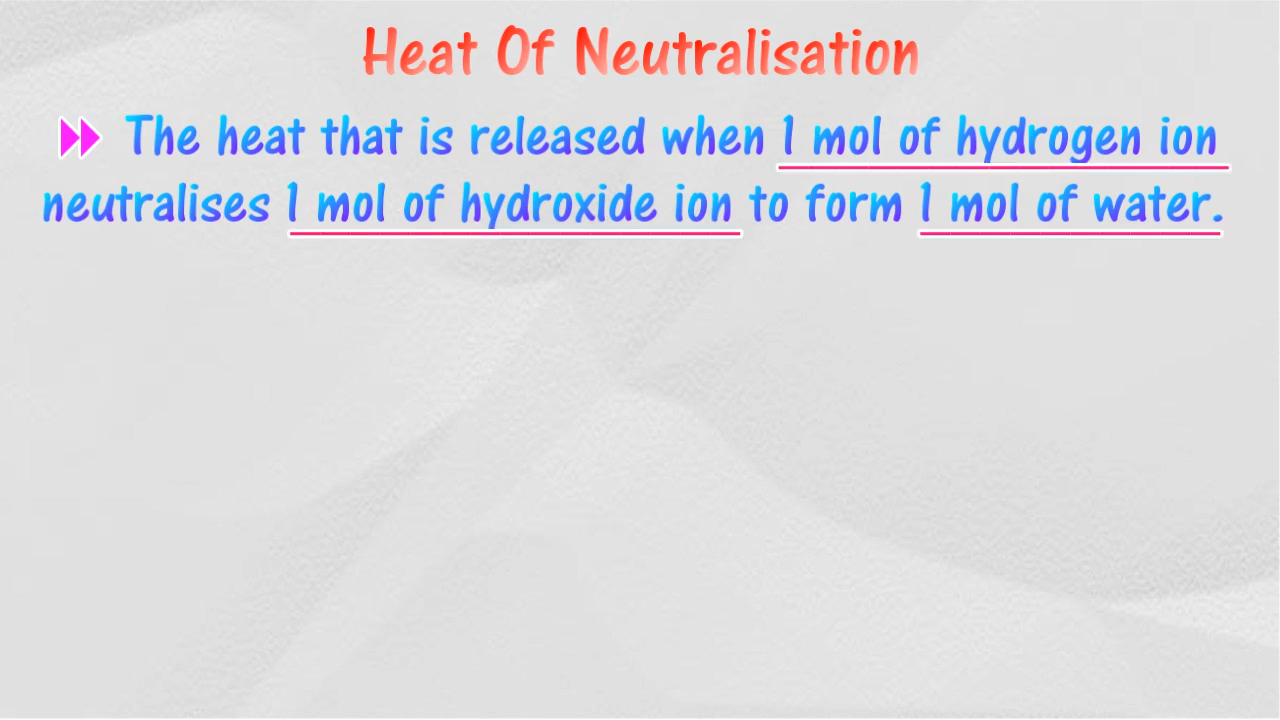 Heat Of Neutralisation
The heat that is released when 1 mol of hydrogen ion
neutralises 1 mol of hydroxide ion to form 1 mol of water.